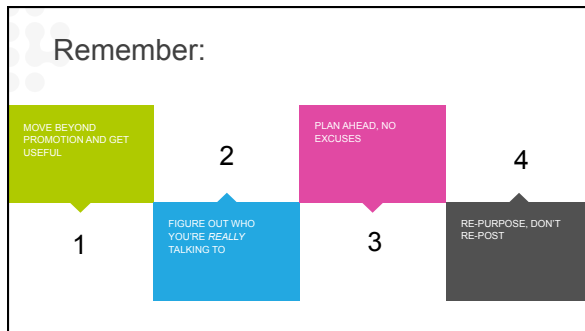 Remember:
MOVE BEYOND
PROMOTION AND GET
USEFUL
1
2
FIGURE OUT WHO
YOU'RE REALLY
TALKING TO
PLAN AHEAD, NO
EXCUSES
3
4
RE-PURPOSE, DON'T
RE-POST